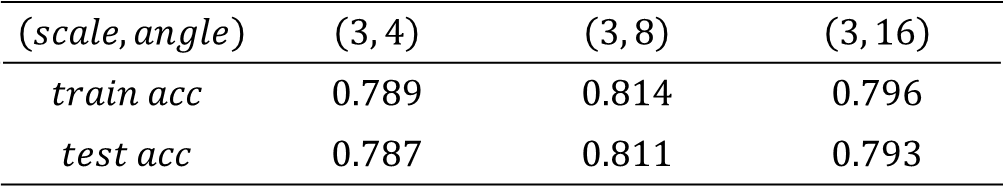 (scale, angle) (3, 4) (3, 8) (3, 16)
train acc 0.789 0.814 0.796
test acc 0.787 0.811 0.793